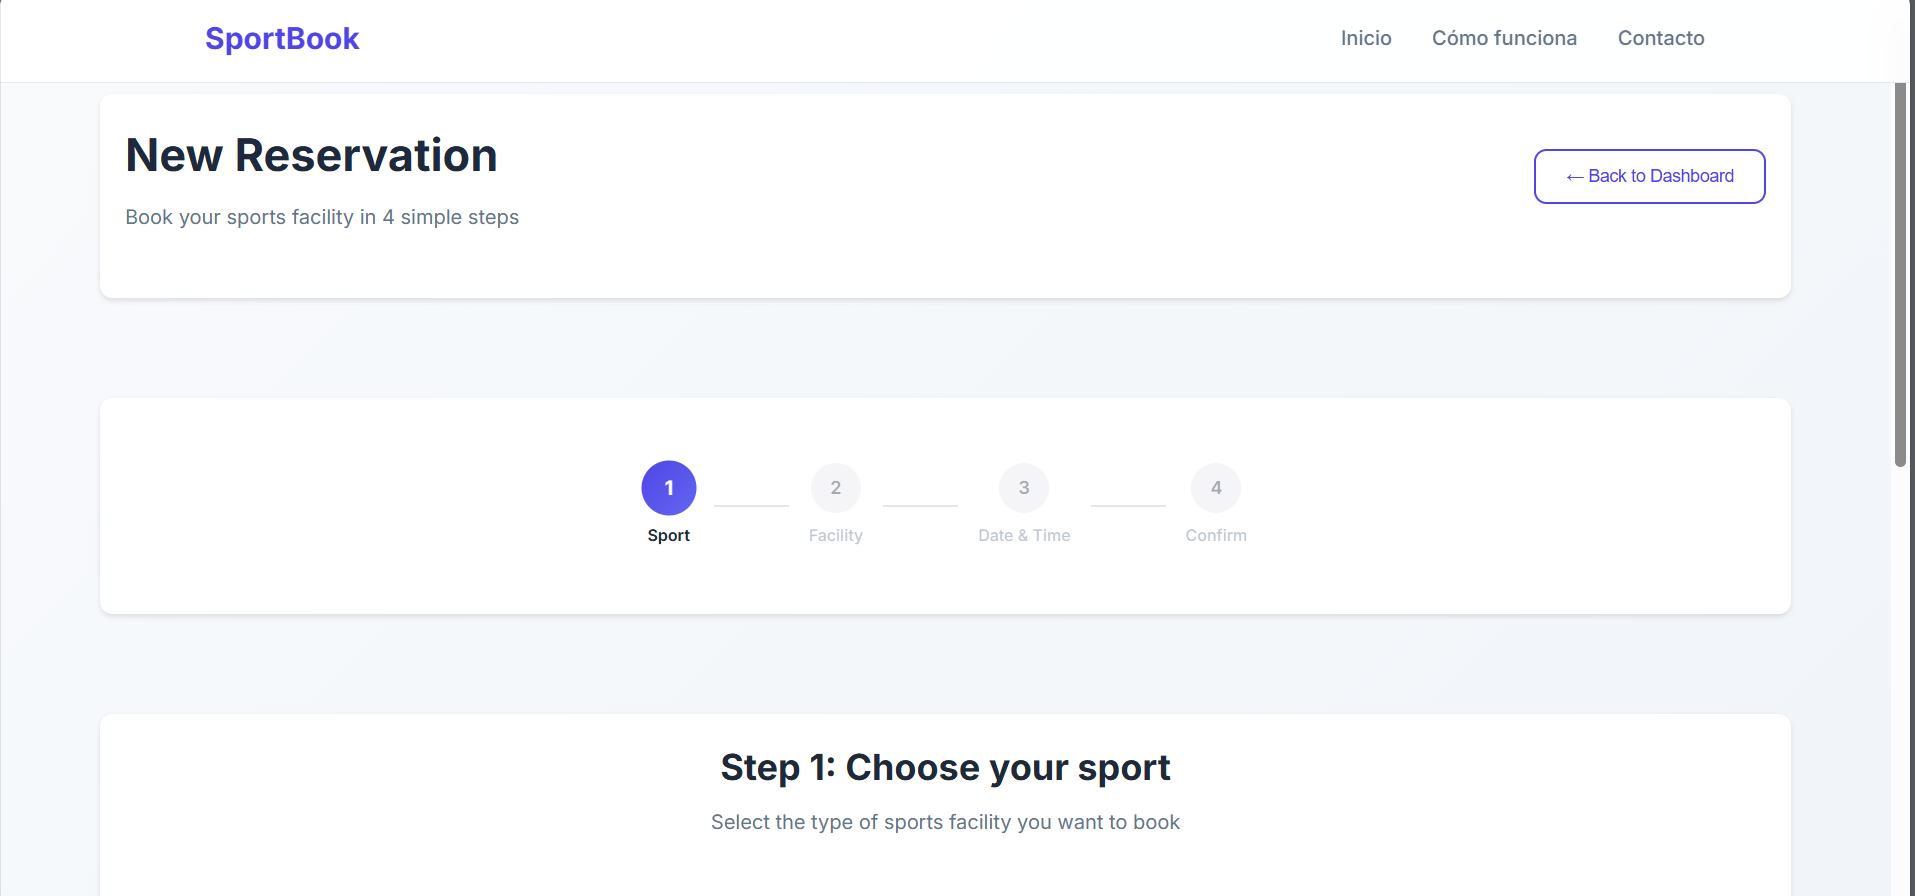 SportBook
Inicio Cómo funciona Contacto
New Reservation
Book your sports facility in 4 simple steps
← Back to Dashboard
1 2 3 4
Sport Facility Date & Time Confirm
Step 1: Choose your sport
Select the type of sports facility you want to book